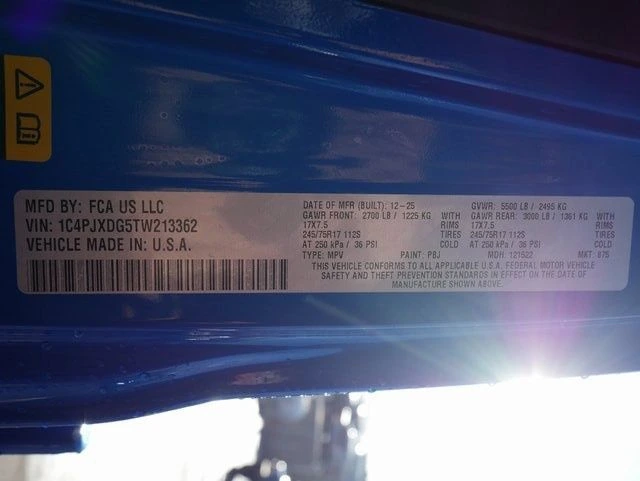 MFD BY: FCA US LLC
VIN: 1C4PJXDG5TW213362
VEHICLE MADE IN U.S.A.
DATE OF MFR (BUILT): 12-25 GVWR: 5500 LB / 2495 KG
GAWR FRONT: 2700 LB / 1225 KG WITH GAWR REAR: 3000 LB / 1361 KG WITH
17X7.5 RIMS 17X7.5 RIMS
245/75R17 112S TIRES 245/75R17 112S TIRES
AT 250 kPa / 36 PSI COLD AT 250 kPa / 36 PSI COLD
TYPE: MPV PAINT: PBJ MDH: 121522 MKT: 875
THIS VEHICLE CONFORMS TO ALL APPLICABLE U.S.A. FEDERAL MOTOR VEHICLE
SAFETY AND THEFT PREVENTION STANDARDS IN EFFECT ON THE DATE OF
MANUFACTURE SHOWN ABOVE.